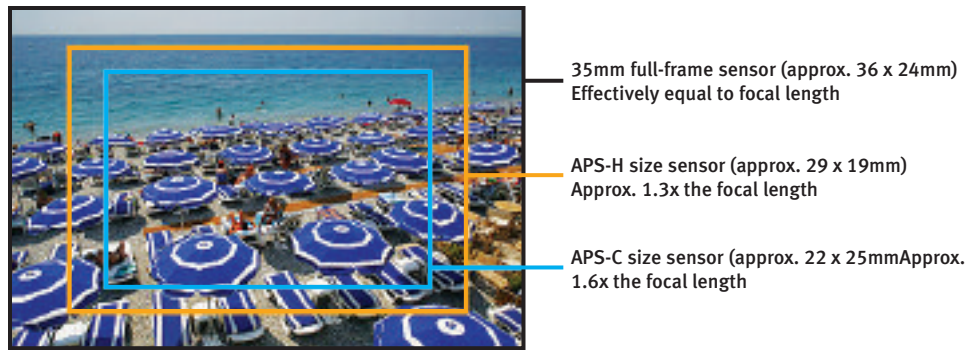 35mm full-frame sensor (approx. 36 x 24mm)
Effectively equal to focal length
APS-H size sensor (approx. 29 x 19mm)
Approx. 1.3x the focal length
APS-C size sensor (approx. 22 x 25mmApprox.
1.6x the focal length